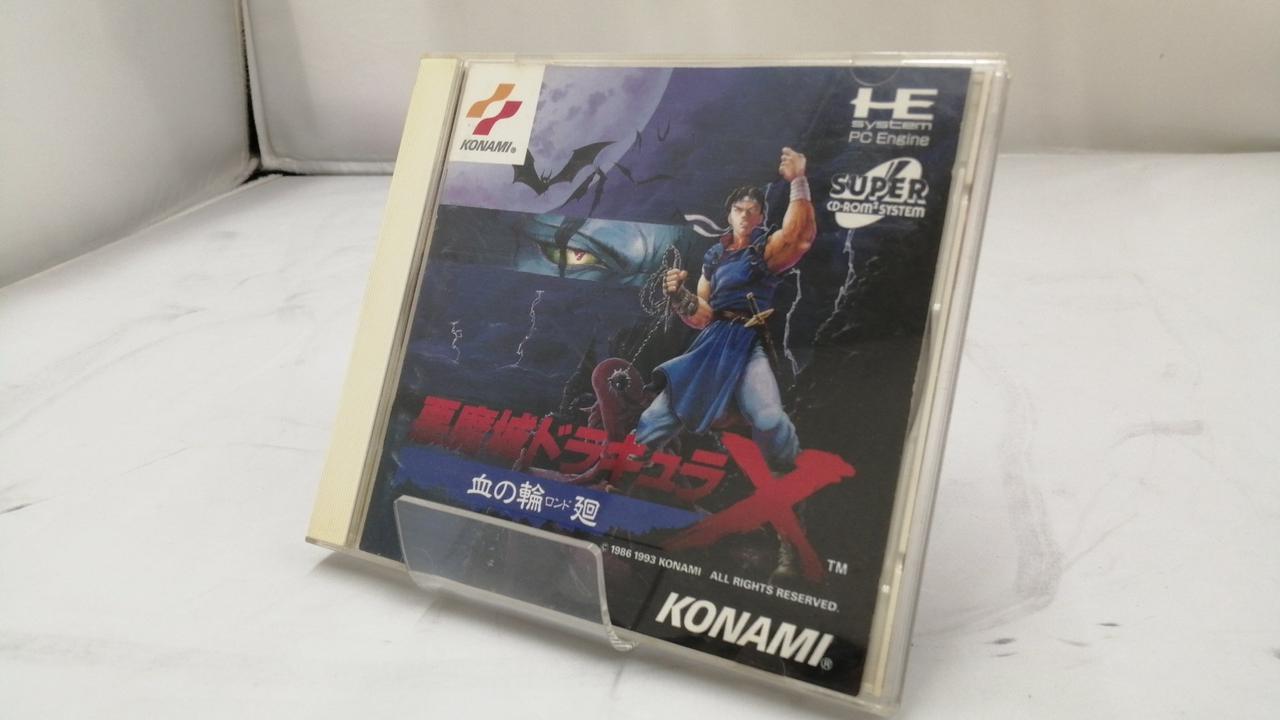 KONAMI®
HE
system
PC Engine
SUPER
CD-ROM² SYSTEM
悪魔城ドラキュラX
血の輪ロンド廻
TM
© 1986 1993 KONAMI ALL RIGHTS RESERVED.
KONAMI®